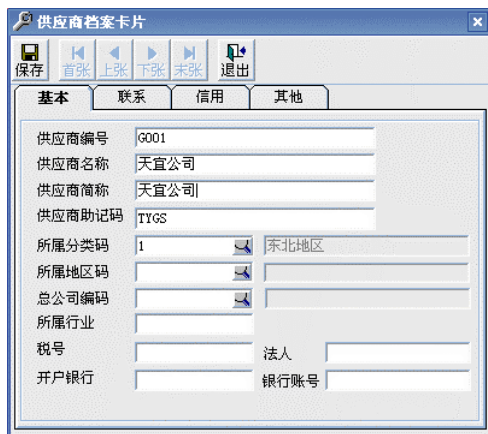 供应商档案卡片
保存 首张 上张 下张 末张 退出
基本 联系 信用 其他
供应商编号 G001
供应商名称 天宜公司
供应商简称 天宜公司
供应商助记码 TYGS
所属分类码 1 东北地区
所属地区码
总公司编码
所属行业
税号 法人
开户银行 银行账号